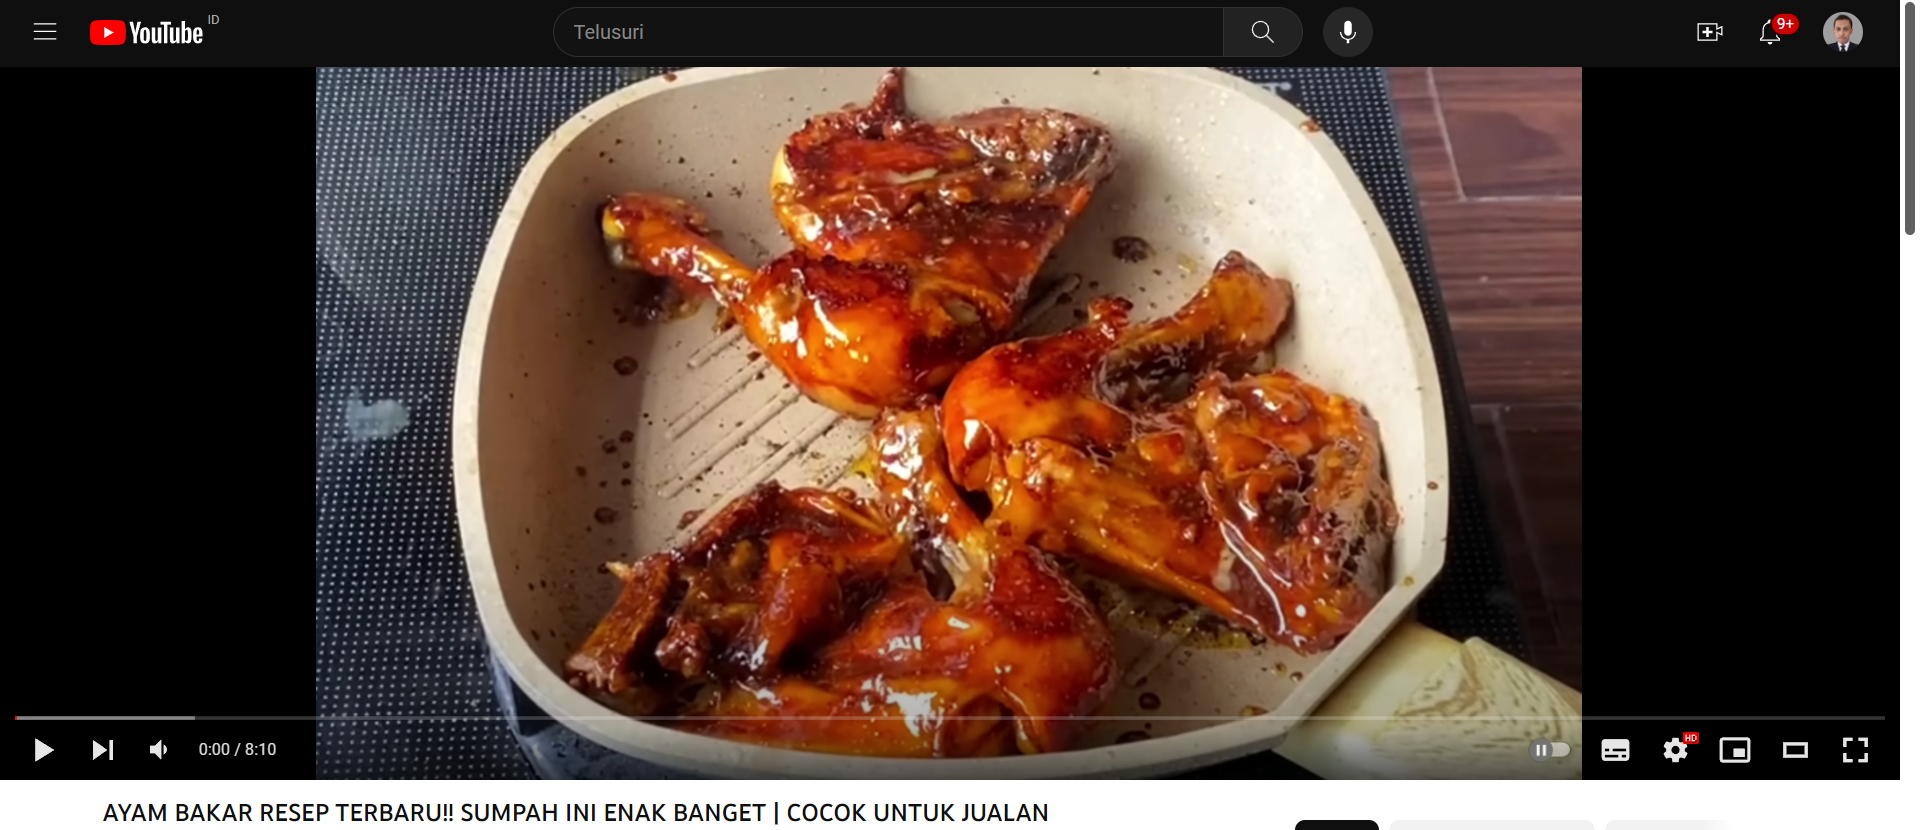 YouTube ID
Telusuri
9+
0:00 / 8:10
HD
AYAM BAKAR RESEP TERBARU!! SUMPAH INI ENAK BANGET | COCOK UNTUK JUALAN